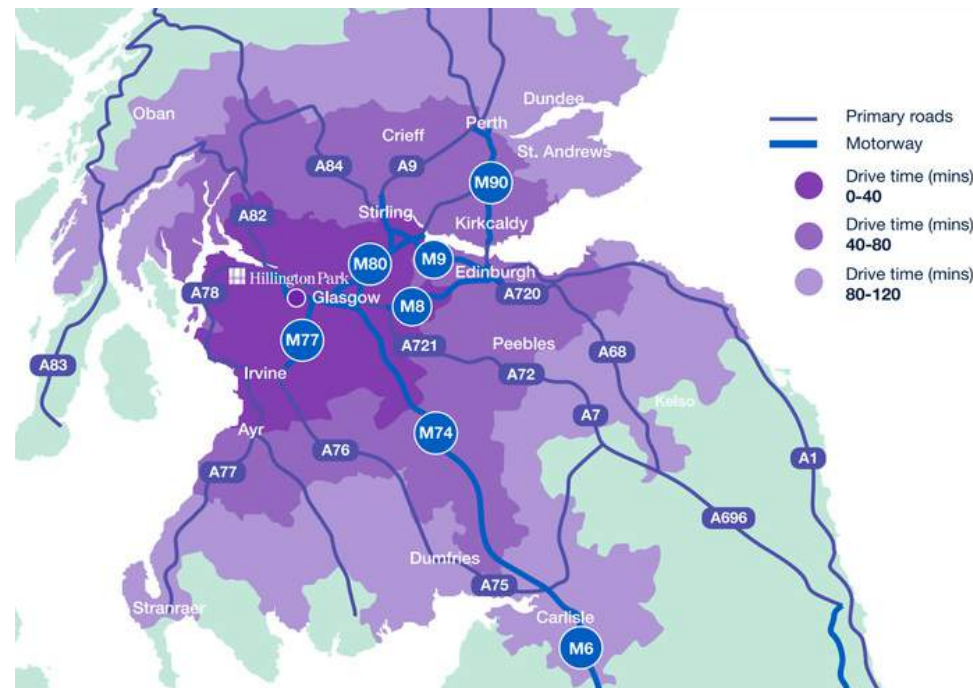 Dundee
Oban
Perth
Crieff
St. Andrews
A84
A9
M90
A82
Stirling
Kirkcaldy
M80
M9
Edinburgh
Hillington Park
Glasgow
A78
M8
A720
M77
A721
Peebles
A68
A83
Irvine
A72
Kelso
A7
Ayr
M74
A76
A1
A77
A696
Dumfries
A75
Stranraer
Carlisle
M6
Primary roads
Motorway
Drive time (mins)
0-40
Drive time (mins)
40-80
Drive time (mins)
80-120